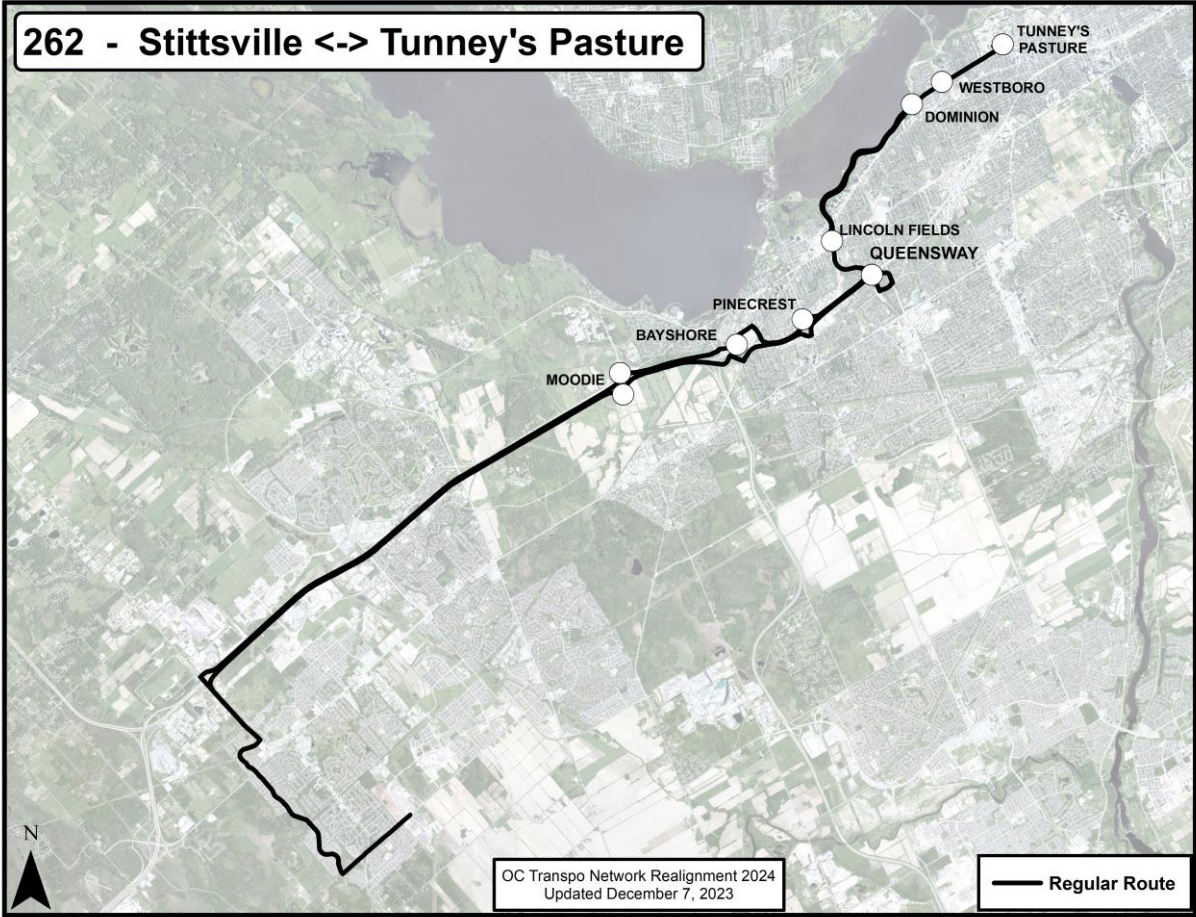 262 - Stittsville <-> Tunney's Pasture
TUNNEY'S
PASTURE
WESTBORO
DOMINION
LINCOLN FIELDS
QUEENSWAY
PINECREST
BAYSHORE
MOODIE
N
OC Transpo Network Realignment 2024
Updated December 7, 2023
Regular Route